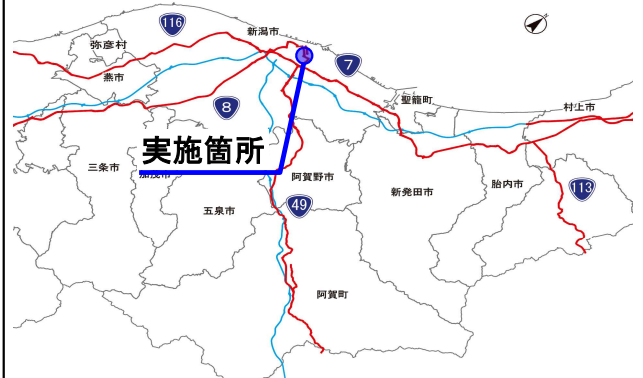 116
新潟市
弥彦村
7
燕市
8
聖籠町
村上市
実施箇所
三条市
加茂市
阿賀野市
新発田市
胎内市
113
五泉市
49
阿賀町